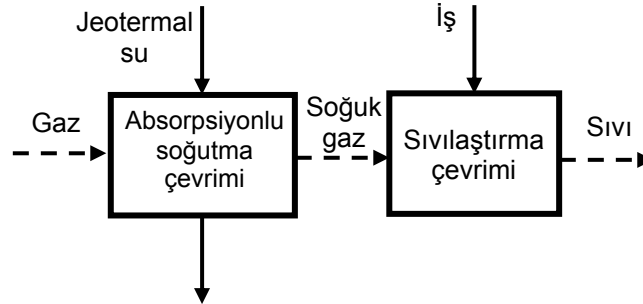 Jeotermal
su
İş
Gaz
Absorpsiyonlu
soğutma
çevrimi
Soğuk
gaz
Sıvılaştırma
çevrimi
Sıvı